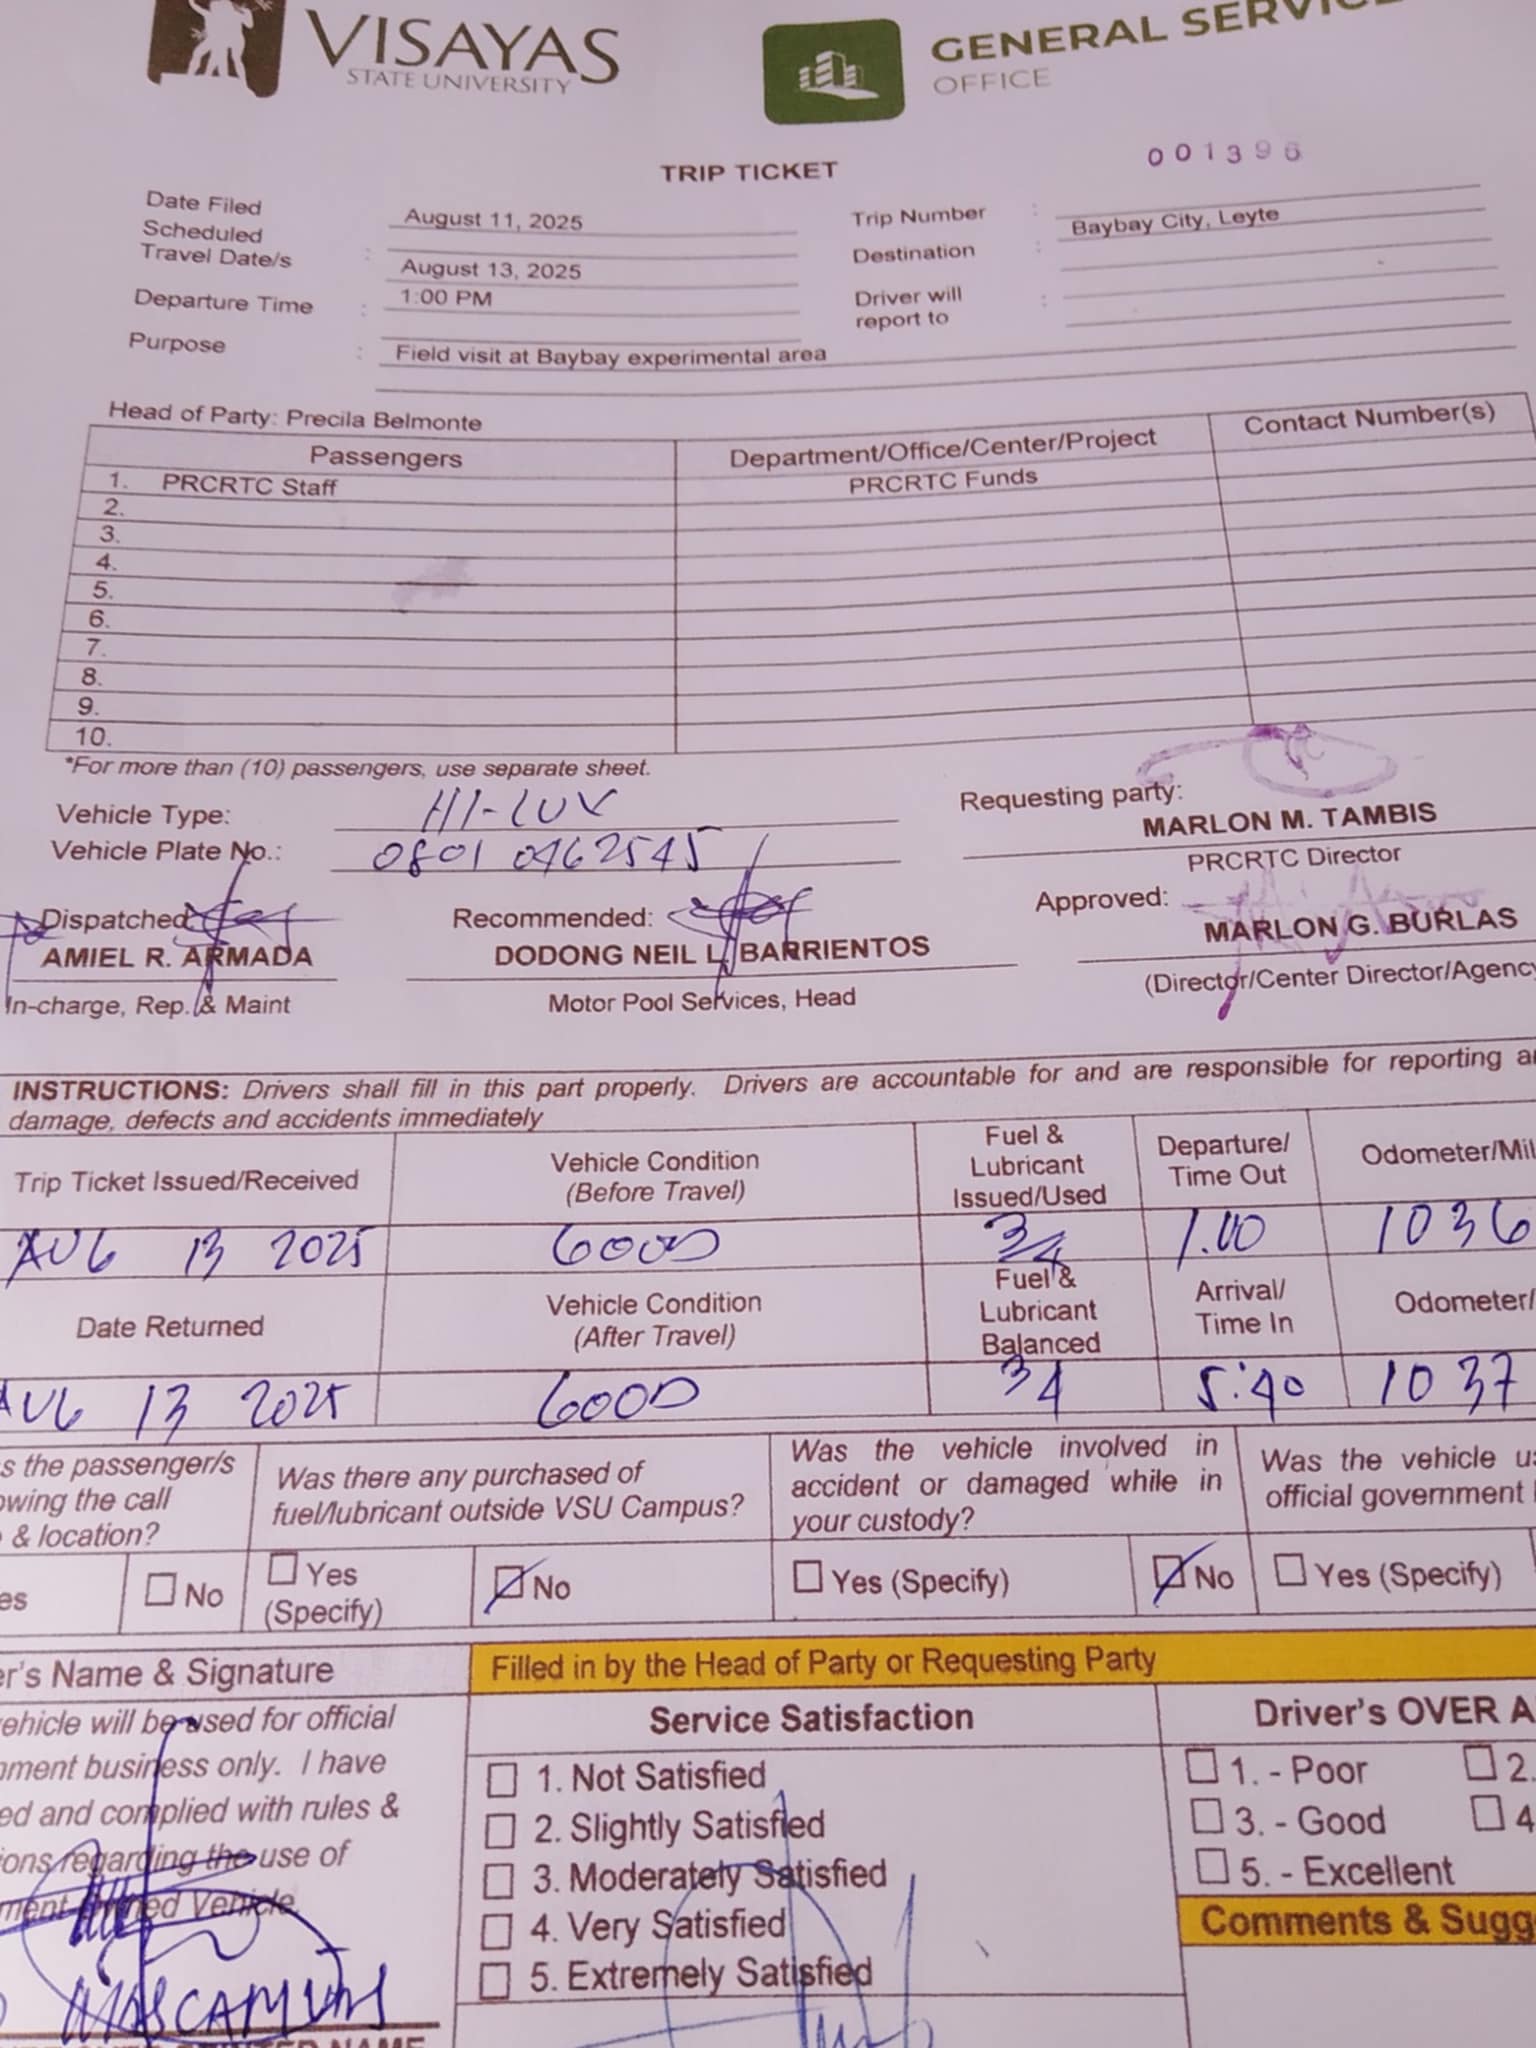 VISAYAS
STATE UNIVERSITY
GENERAL SERVICE
OFFICE
TRIP TICKET
001396
Date Filed August 11, 2025 Trip Number :
Scheduled Travel Date/s : August 13, 2025 Destination : Baybay City, Leyte
Departure Time : 1:00 PM Driver will report to :
Purpose : Field visit at Baybay experimental area
Head of Party: Precila Belmonte
Passengers Department/Office/Center/Project Contact Number(s)
1. PRCRTC Staff PRCRTC Funds
2.
3.
4.
5.
6.
7.
8.
9.
10.
*For more than (10) passengers, use separate sheet.
Vehicle Type: HI-LUX
Vehicle Plate No.: 0801 0462545
Requesting party:
MARLON M. TAMBIS
PRCRTC Director
Dispatched: Recommended: Approved:
AMIEL R. ARMADA DODONG NEIL L. BARRIENTOS MARLON G. BURLAS
In-charge, Rep. & Maint Motor Pool Services, Head (Director/Center Director/Agency
INSTRUCTIONS: Drivers shall fill in this part properly. Drivers are accountable for and are responsible for reporting
damage, defects and accidents immediately
Trip Ticket Issued/Received Vehicle Condition (Before Travel) Fuel & Lubricant Issued/Used Departure/ Time Out Odometer/Mil
AUG 13 2025 GOOD 3/4 1.00 1036
Date Returned Vehicle Condition (After Travel) Fuel & Lubricant Balanced Arrival/ Time In Odometer/
AUG 13 2025 GOOD 3/4 5:40 1037
s the passenger/s
owing the call
& location?
Was there any purchased of
fuel/lubricant outside VSU Campus?
Was the vehicle involved in
accident or damaged while in
your custody?
Was the vehicle us
official government
es No Yes (Specify) No Yes (Specify) No Yes (Specify)
er's Name & Signature Filled in by the Head of Party or Requesting Party
ehicle will be used for official
nment business only. I have
ed and complied with rules &
ions regarding the use of
ment Owned Vehicle.
Service Satisfaction
1. Not Satisfied
2. Slightly Satisfied
3. Moderately Satisfied
4. Very Satisfied
5. Extremely Satisfied
Driver's OVER A
1. - Poor 2.
3. - Good 4
5. - Excellent
Comments & Sugg